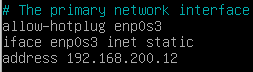 # The primary network interface
allow-hotplug enp0s3
iface enp0s3 inet static
address 192.168.200.12